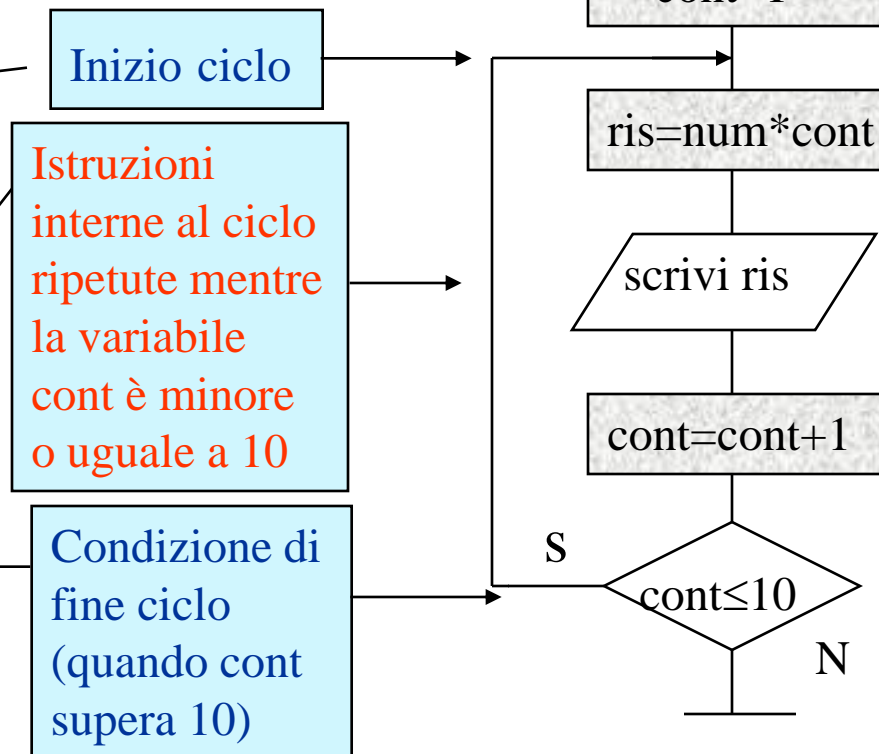 Inizio ciclo
Istruzioni
interne al ciclo
ripetute mentre
la variabile
cont è minore
o uguale a 10
Condizione di
fine ciclo
(quando cont
supera 10)
ris=num*cont
scrivi ris
cont=cont+1
S
cont≤10
N